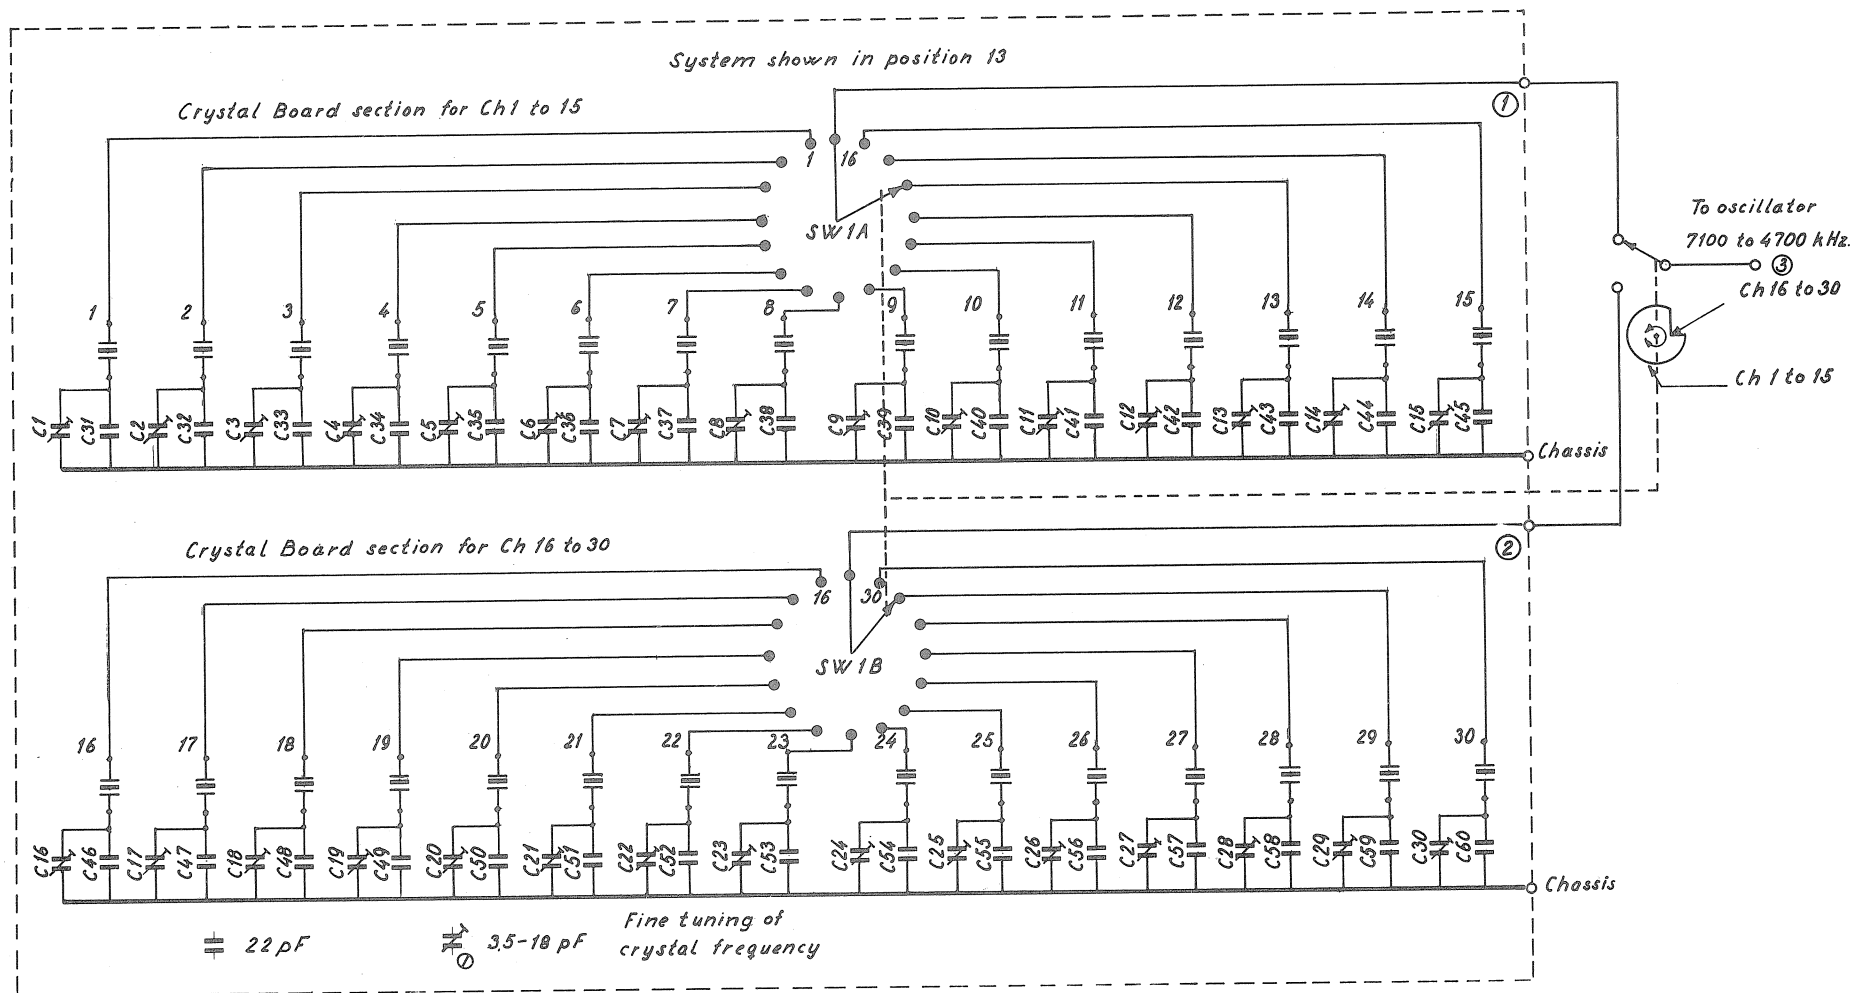 System shown in position 13
Crystal Board section for Ch 1 to 15
1
1 16
SW1A
To oscillator
7100 to 4700 kHz.
3
Ch 16 to 30
Ch 1 to 15
1 2 3 4 5 6 7 8 9 10 11 12 13 14 15
C1 C31 C2 C32 C3 C33 C4 C34 C5 C35 C6 C36 C7 C37 C8 C38 C9 C39 C10 C40 C11 C41 C12 C42 C13 C43 C14 C44 C15 C45
Chassis
Crystal Board section for Ch 16 to 30
2
16 30
SW1B
16 17 18 19 20 21 22 23 24 25 26 27 28 29 30
C16 C46 C17 C47 C18 C48 C19 C49 C20 C50 C21 C51 C22 C52 C23 C53 C24 C54 C25 C55 C26 C56 C27 C57 C28 C58 C29 C59 C30 C60
Chassis
22 pF
3,5-18 pF
1
Fine tuning of
crystal frequency